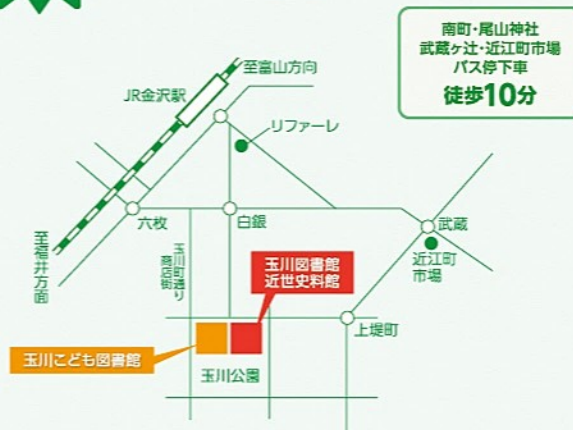 南町・尾山神社
武蔵ヶ辻・近江町市場
バス停下車
徒歩10分
至富山方向
JR金沢駅
リファーレ
六枚
白銀
武蔵
近江町
市場
至福井方面
玉川町通り
商店街
玉川図書館
近世史料館
上堤町
玉川こども図書館
玉川公園